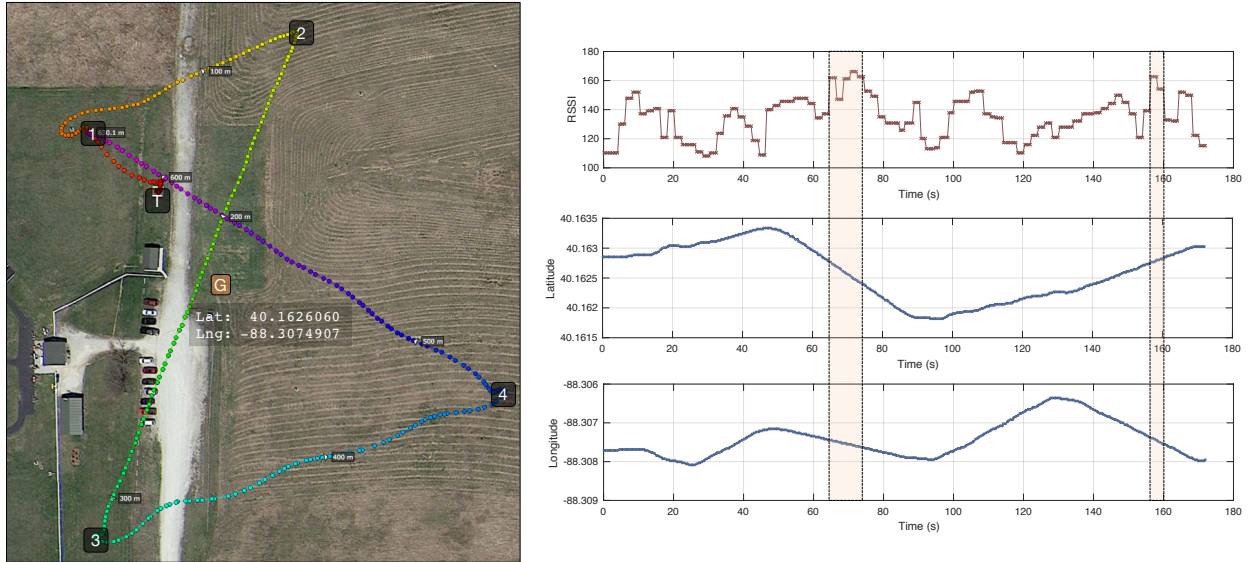 2
100 m
1
630.1 m
600 m
T
200 m
G
Lat: 40.1626060
Lng: -88.3074907
500 m
4
400 m
300 m
3
180
160
140
120
100
RSSI
0 20 40 60 80 100 120 140 160 180
Time (s)
40.1635
40.163
40.1625
40.162
40.1615
Latitude
0 20 40 60 80 100 120 140 160 180
Time (s)
-88.306
-88.307
-88.308
-88.309
Longitude
0 20 40 60 80 100 120 140 160 180
Time (s)